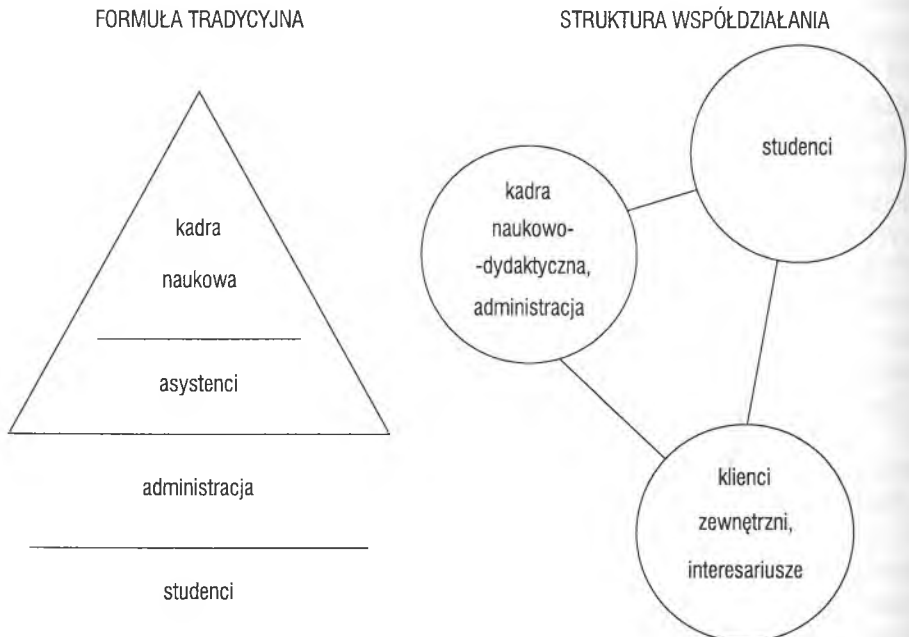 FORMUŁA TRADYCYJNA
kadra
naukowa
asystenci
administracja
studenci
STRUKTURA WSPÓŁDZIAŁANIA
studenci
kadra
naukowo-
-dydaktyczna,
administracja
klienci
zewnętrzni,
interesariusze